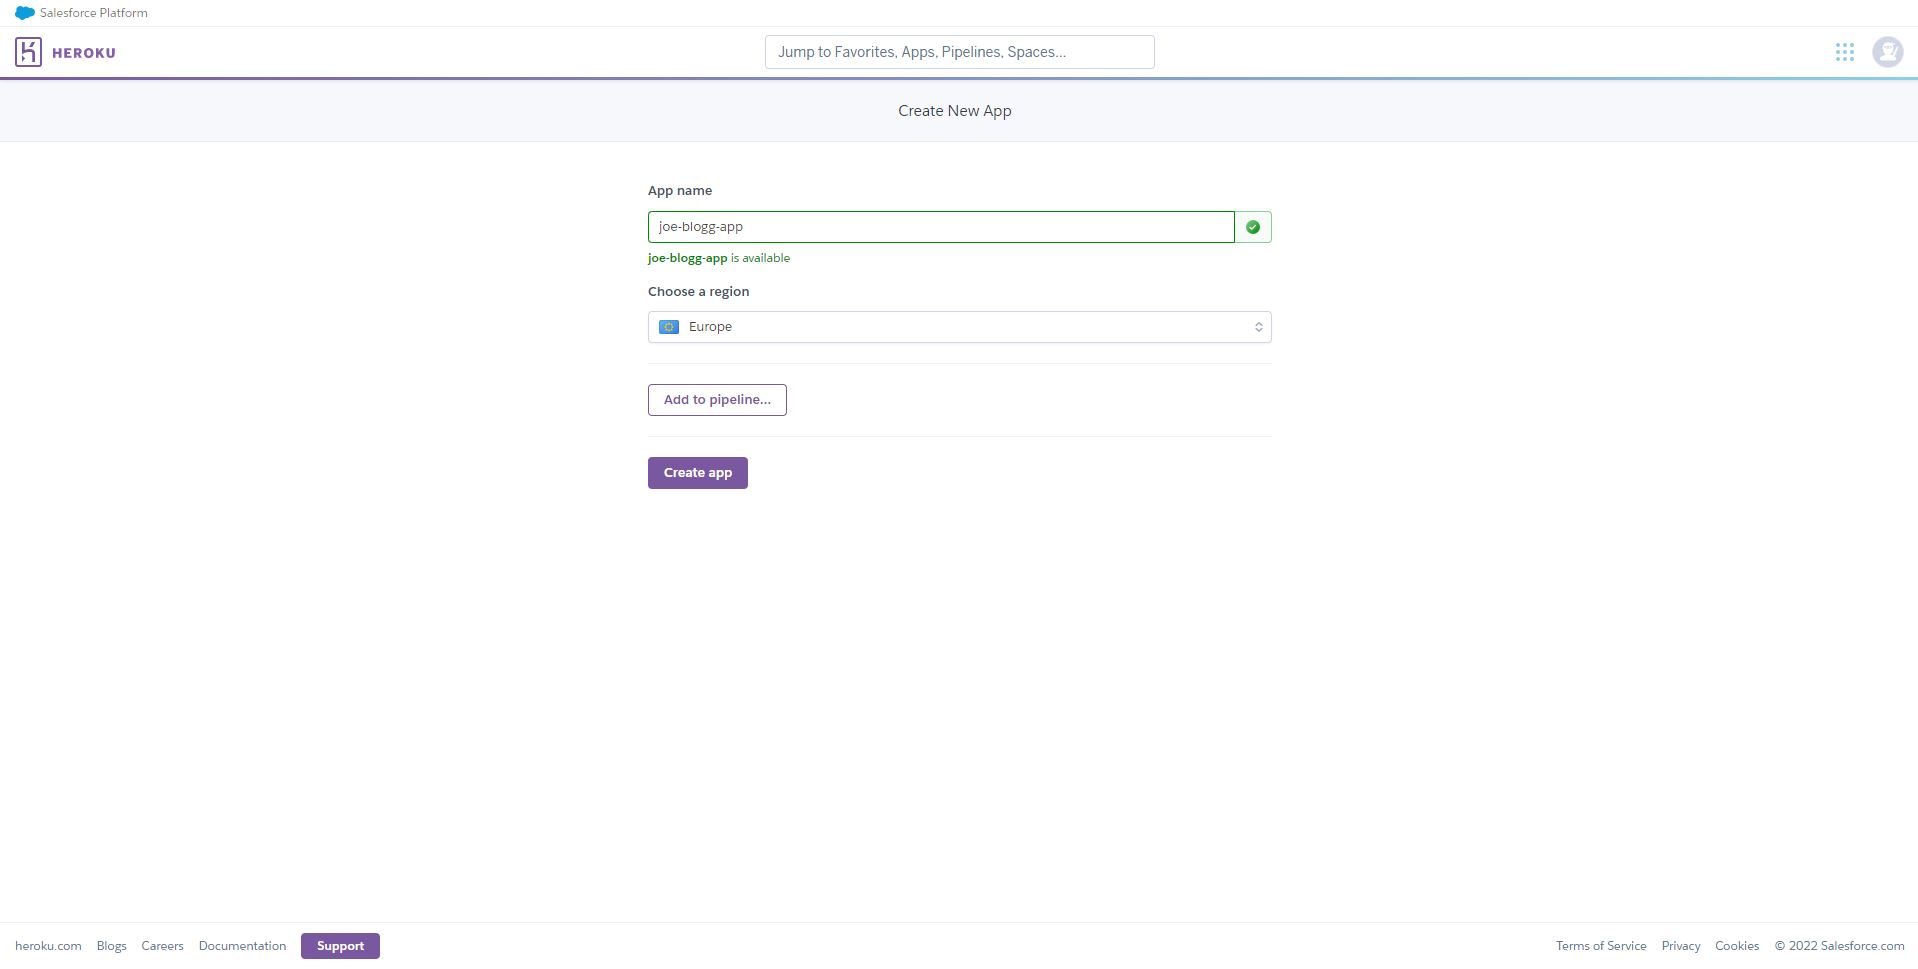 Salesforce Platform
HEROKU
Jump to Favorites, Apps, Pipelines, Spaces...
Create New App
App name
joe-blogg-app
joe-blogg-app is available
Choose a region
Europe
Add to pipeline...
Create app
heroku.com Blogs Careers Documentation Support Terms of Service Privacy Cookies © 2022 Salesforce.com